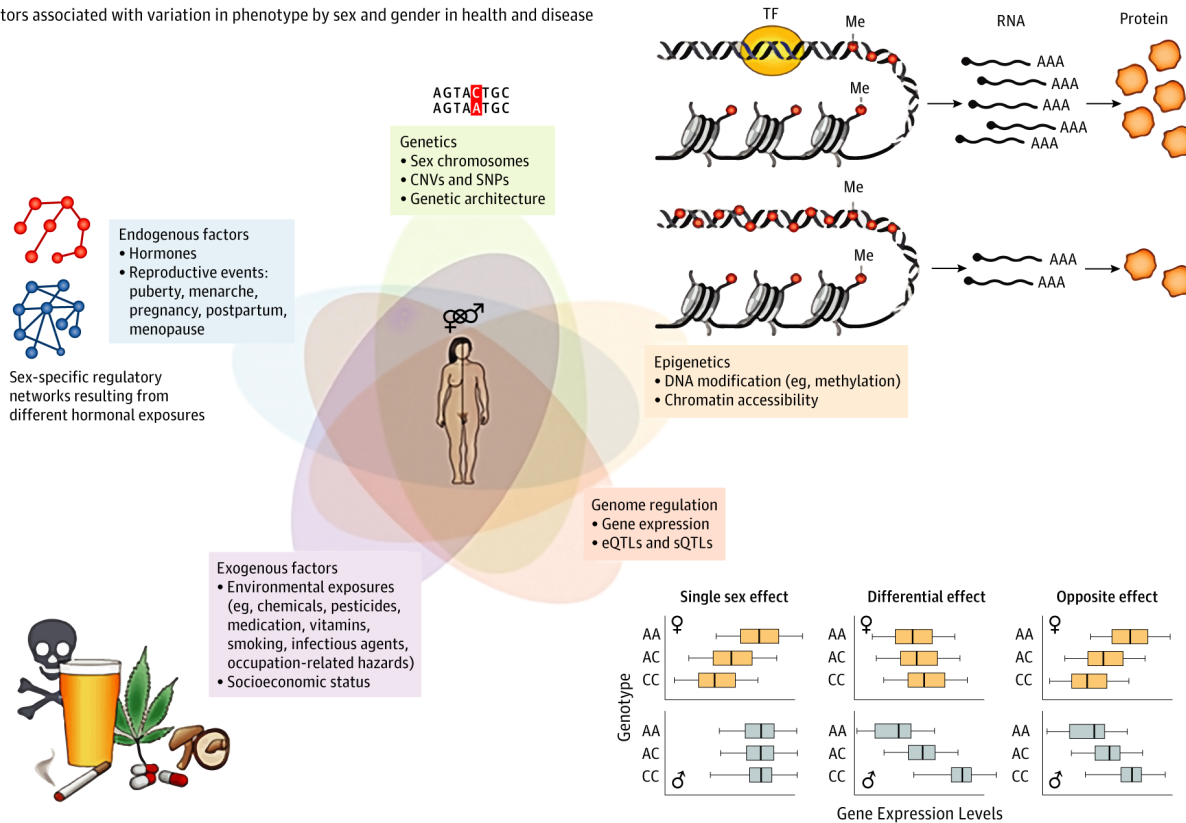 tors associated with variation in phenotype by sex and gender in health and disease
AGTACTGC
AGTAATGC
Genetics
• Sex chromosomes
• CNVs and SNPs
• Genetic architecture
Endogenous factors
• Hormones
• Reproductive events:
puberty, menarche,
pregnancy, postpartum,
menopause
Sex-specific regulatory
networks resulting from
different hormonal exposures
TF
Me
RNA
Protein
AAA
AAA
Me
AAA
AAA
AAA
Me
AAA
Me
AAA
Epigenetics
• DNA modification (eg, methylation)
• Chromatin accessibility
Genome regulation
• Gene expression
• eQTLs and sQTLs
Exogenous factors
• Environmental exposures
(eg, chemicals, pesticides,
medication, vitamins,
smoking, infectious agents,
occupation-related hazards)
• Socioeconomic status
Single sex effect
Differential effect
Opposite effect
Genotype
♀
AA
AC
CC
♀
AA
AC
CC
♀
AA
AC
CC
AA
AC
CC
♂
AA
AC
CC
♂
AA
AC
CC
♂
Gene Expression Levels